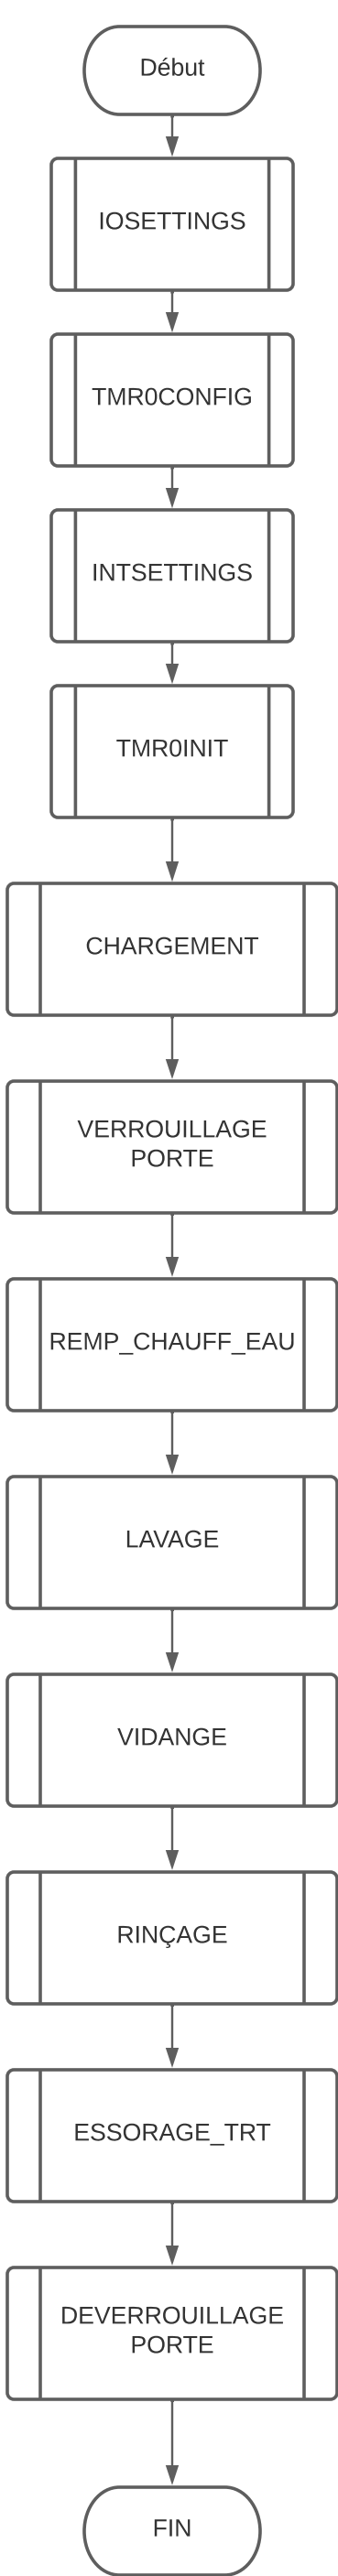 Début
IOSETTINGS
TMR0CONFIG
INTSETTINGS
TMR0INIT
CHARGEMENT
VERROUILLAGE
PORTE
REMP_CHAUFF_EAU
LAVAGE
VIDANGE
RINÇAGE
ESSORAGE_TRT
DEVERROUILLAGE
PORTE
FIN